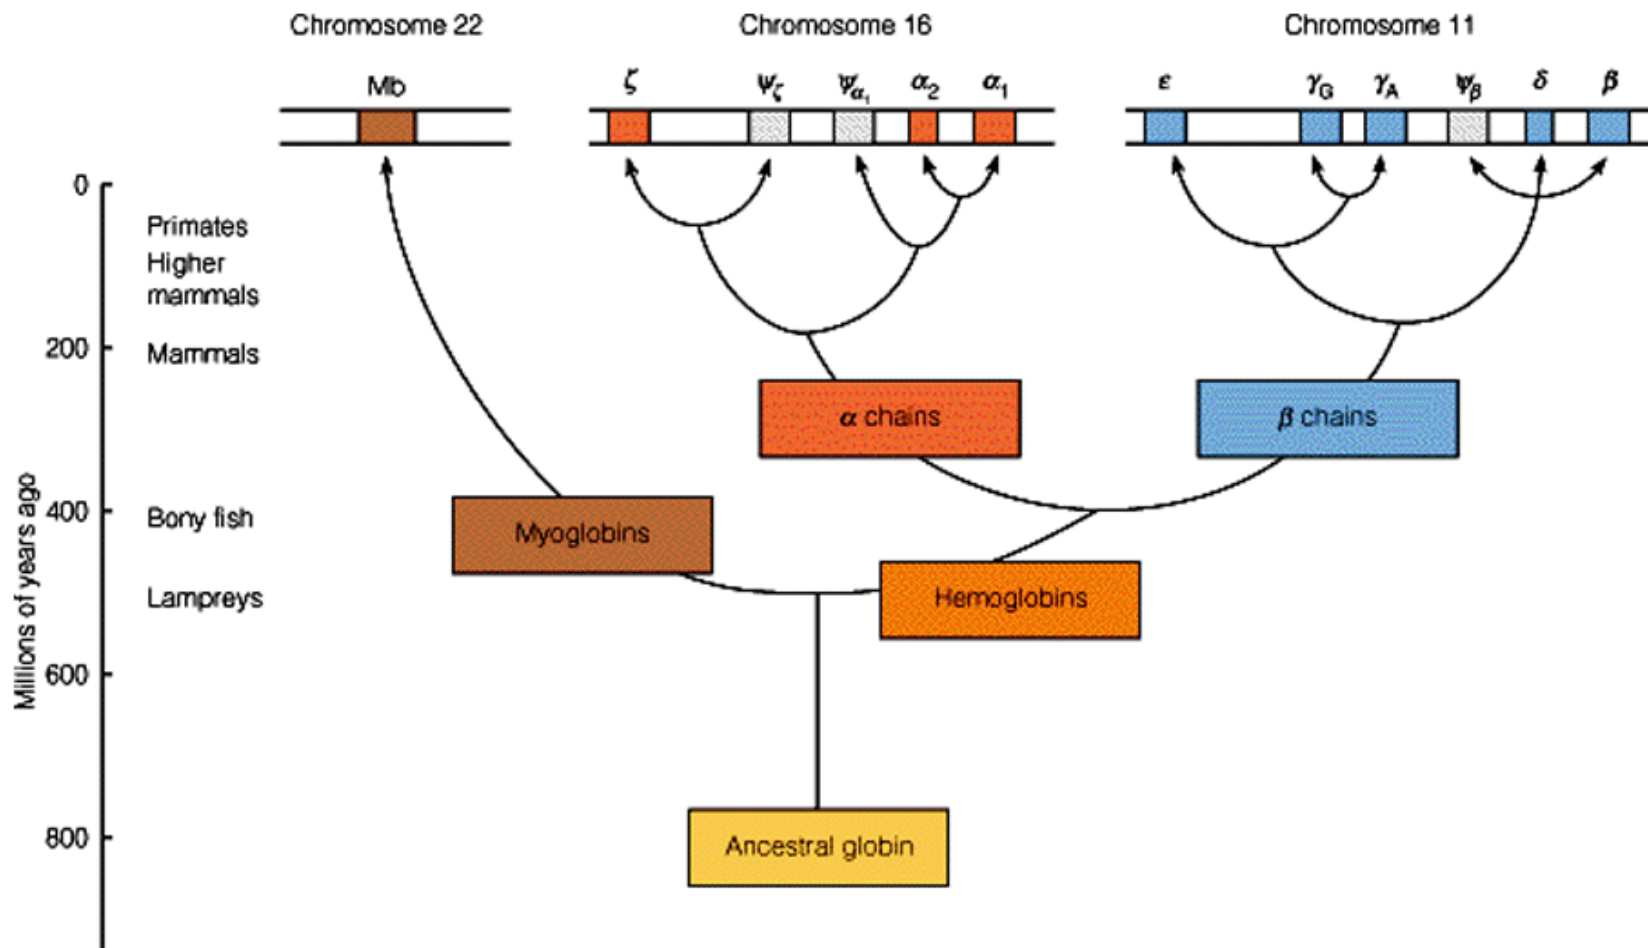 Chromosome 22 Chromosome 16 Chromosome 11
Mb ζ Ψζ Ψα1 α2 α1 ε γG γA Ψβ δ β
0
Primates
Higher
mammals
200 Mammals
α chains β chains
400 Bony fish
Myoglobins
Lampreys
Hemoglobins
600
800
Ancestral globin
Millions of years ago